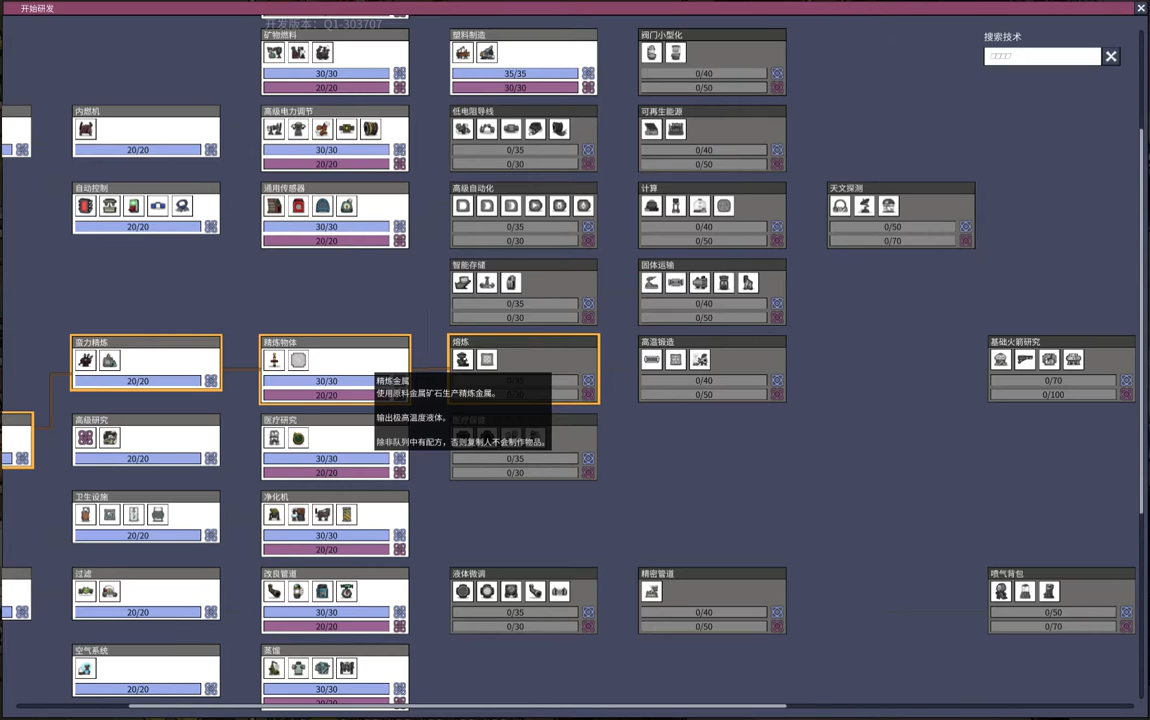 开始研发
开发版本: Q1-303707
搜索技术
矿物燃料
30/30
20/20
塑料制造
35/35
30/30
阀门小型化
0/40
0/50
内燃机
20/20
高级电力调节
30/30
20/20
低电阻导线
0/35
0/30
可再生能源
0/40
0/50
自动控制
20/20
通用传感器
30/30
20/20
高级自动化
0/35
0/30
计算
0/40
0/50
天文探测
0/50
0/70
智能存储
0/35
0/30
固体运输
0/40
0/50
蛮力精炼
20/20
精炼物体
30/30
20/20
熔炼
高温锻造
0/40
0/50
基础火箭研究
0/70
0/100
精炼金属
使用原料金属矿石生产精炼金属。
输出极高温度液体。
除非队列中有配方，否则复制人不会制作物品。
高级研究
20/20
医疗研究
30/30
20/20
0/35
0/30
卫生设施
20/20
净化机
30/30
20/20
过滤
20/20
改良管道
30/30
20/20
液体微调
0/35
0/30
精密管道
0/40
0/50
喷气背包
0/50
0/70
空气系统
20/20
蒸馏
30/30
20/20